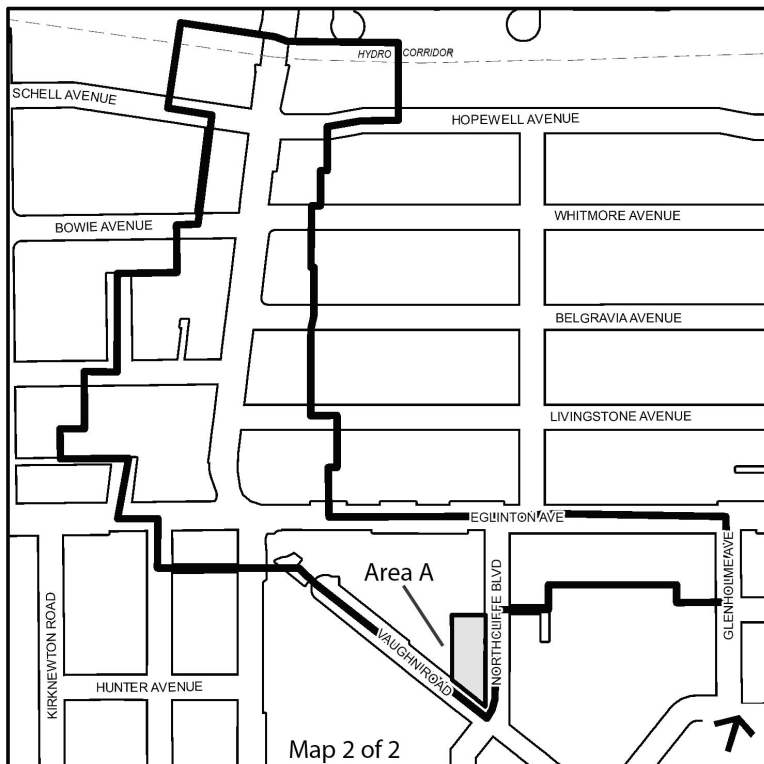 HYDRO CORRIDOR
SCHELL AVENUE
HOPEWELL AVENUE
BOWIE AVENUE
WHITMORE AVENUE
BELGRAVIA AVENUE
LIVINGSTONE AVENUE
EGLINTON AVE
Area A
NORTHCLIFFE BLVD
GLENHOLME AVE
KIRKNEWTON ROAD
VAUGHN ROAD
HUNTER AVENUE
Map 2 of 2